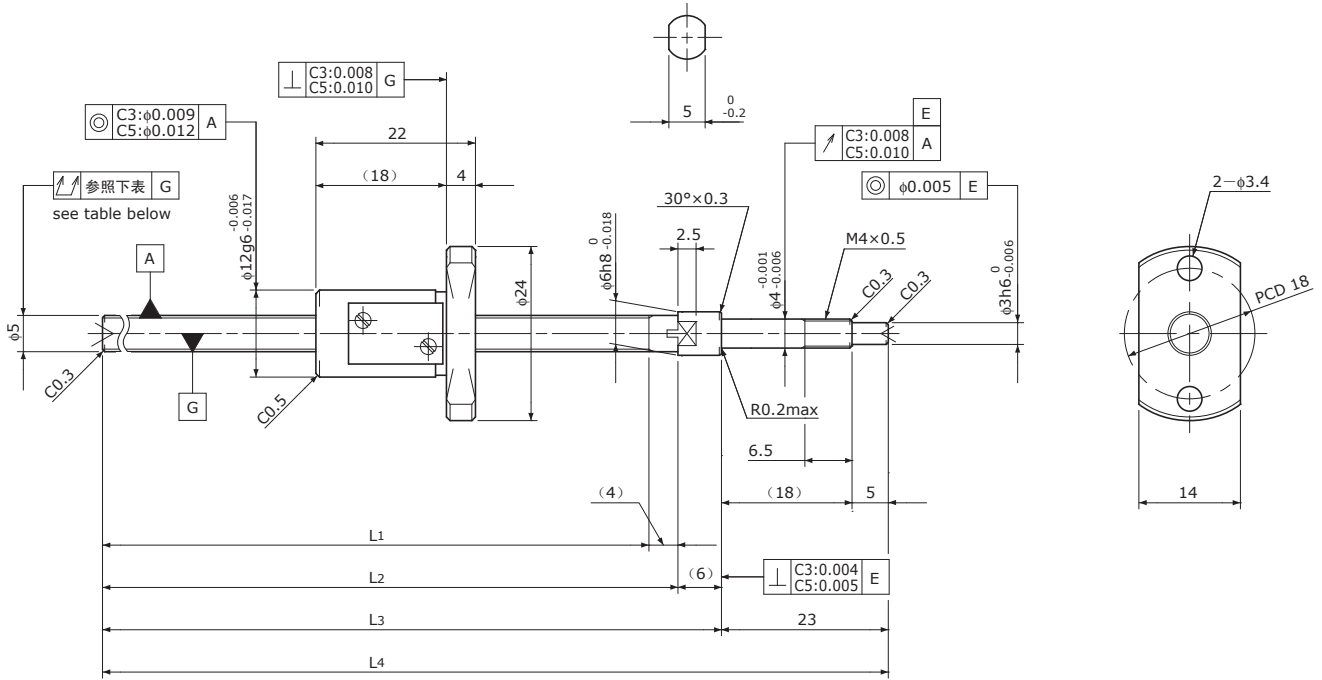 5
0
-0.2
⊥ C3:0.008 G
C5:0.010
◎ C3:φ0.009 A
C5:φ0.012
22
(18)
4
E
↗ C3:0.008 A
C5:0.010
◎ φ0.005 E
2-φ3.4
参照下表 G
see table below
φ12g6 -0.006
-0.017
30°×0.3
2.5
φ6h8 0
-0.018
M4×0.5
φ4 -0.001
-0.006
C0.3
C0.3
φ3h6 0
-0.006
PCD 18
A
φ24
φ5
C0.3
G
C0.5
R0.2max
6.5
(4)
(18)
5
14
L1
L2
(6)
⊥ C3:0.004 E
C5:0.005
L3
23
L4